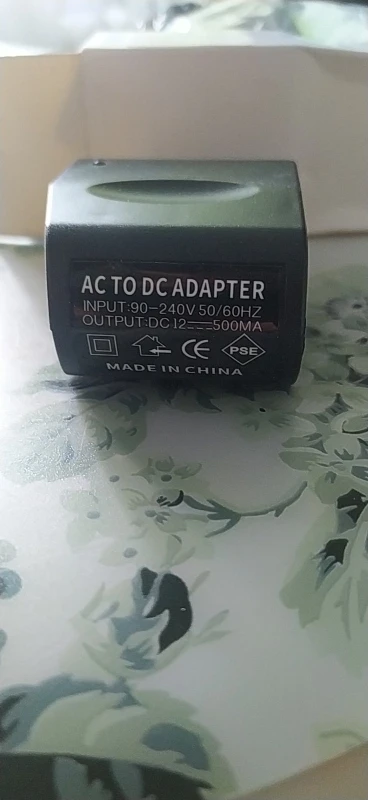 AC TO DC ADAPTER
INPUT:90-240V 50/60HZ
OUTPUT:DC12⎓500MA
CE PSE
MADE IN CHINA